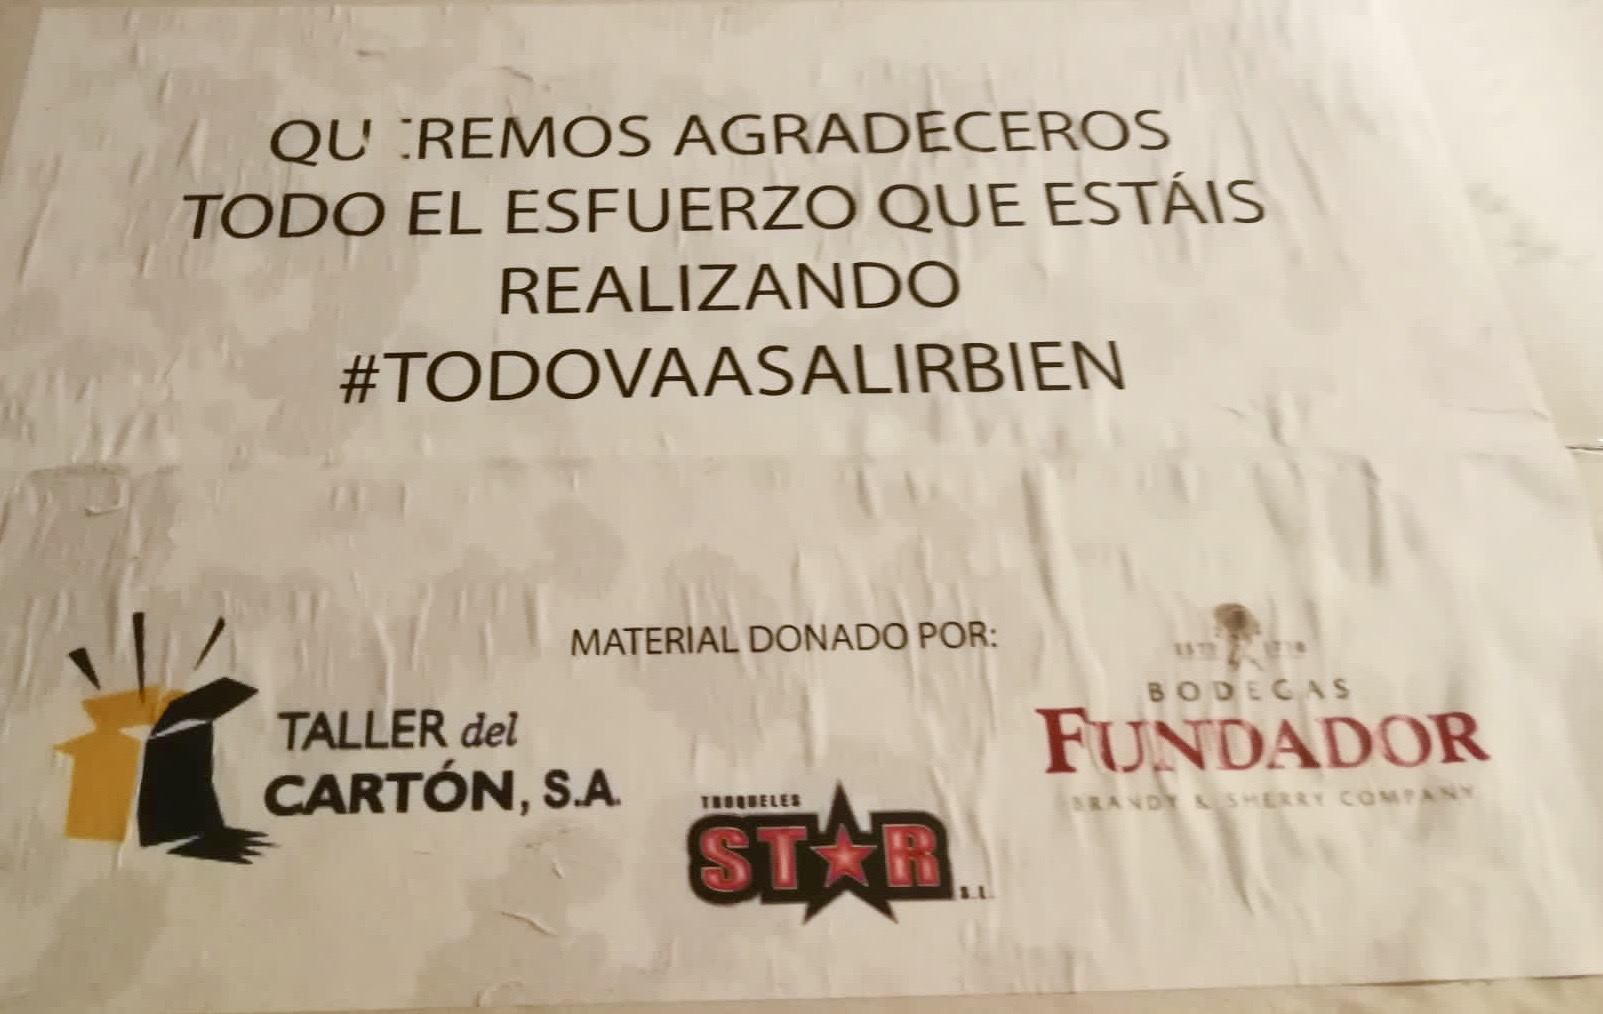 QUEREMOS AGRADECEROS
TODO EL ESFUERZO QUE ESTÁIS
REALIZANDO
#TODOVAASALIRBIEN
MATERIAL DONADO POR:
TALLER del
CARTÓN, S.A.
TROQUELES
STAR
S.L.
BODEGAS
FUNDADOR
BRANDY & SHERRY COMPANY